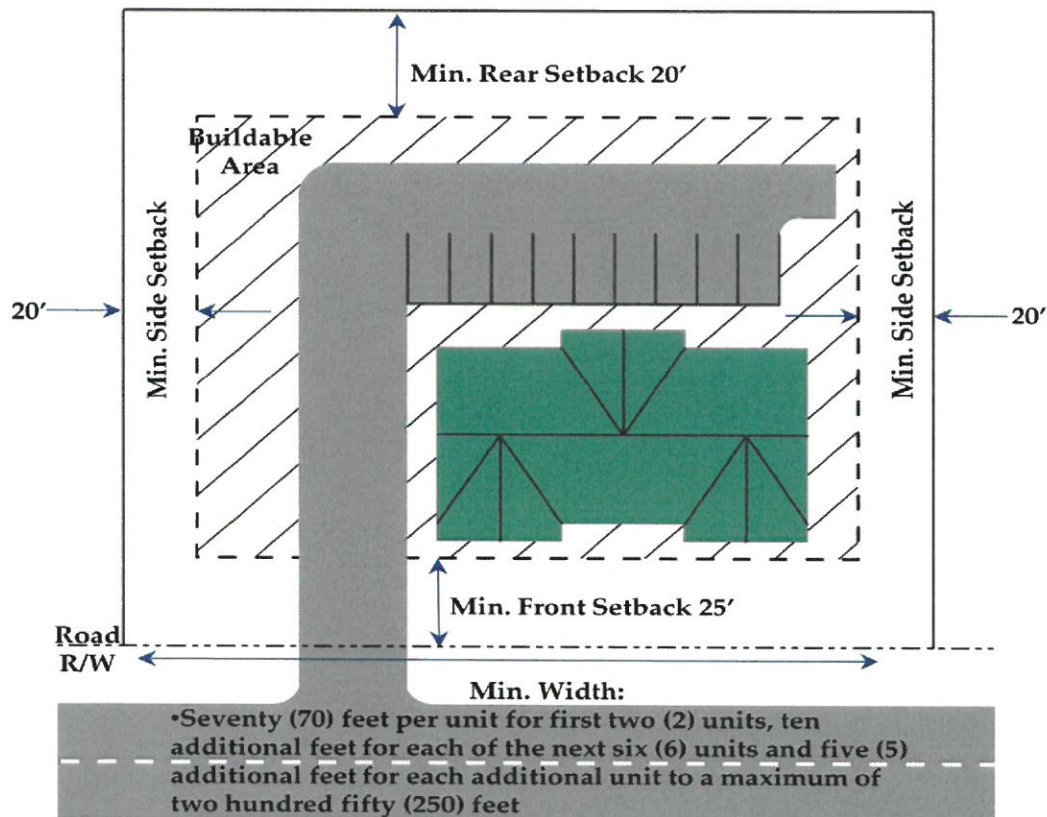 Min. Rear Setback 20'
Buildable
Area
Min. Side Setback
20'
Min. Side Setback
20'
Min. Front Setback 25'
Road
R/W
Min. Width:
•Seventy (70) feet per unit for first two (2) units, ten
additional feet for each of the next six (6) units and five (5)
additional feet for each additional unit to a maximum of
two hundred fifty (250) feet